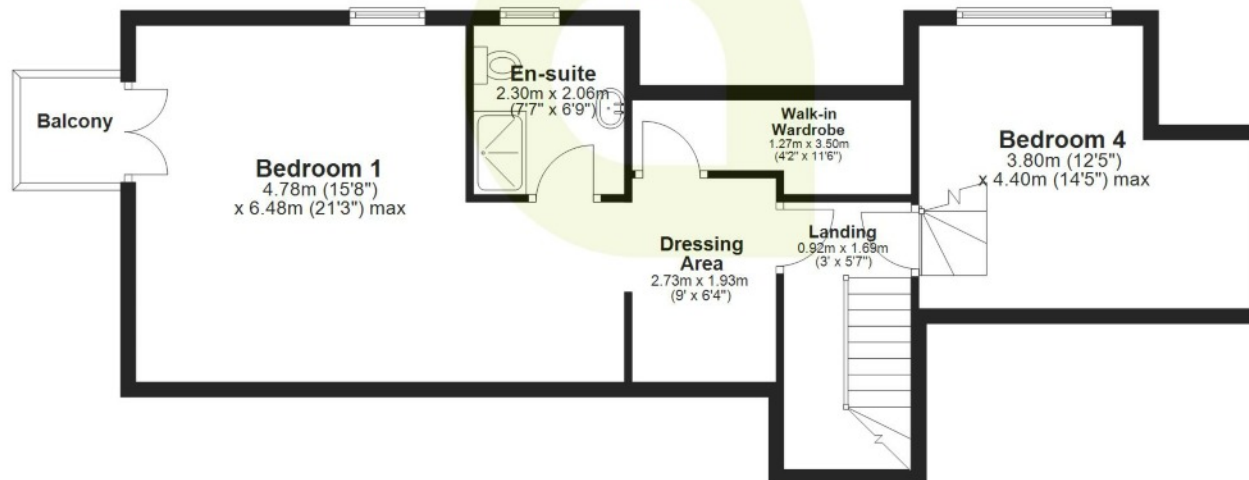 Balcony
Bedroom 1
4.78m (15'8")
x 6.48m (21'3") max
En-suite
2.30m x 2.06m
(7'7" x 6'9")
Walk-in
Wardrobe
1.27m x 3.50m
(4'2" x 11'6")
Dressing
Area
2.73m x 1.93m
(9' x 6'4")
Landing
0.92m x 1.69m
(3' x 5'7")
Bedroom 4
3.80m (12'5")
x 4.40m (14'5") max